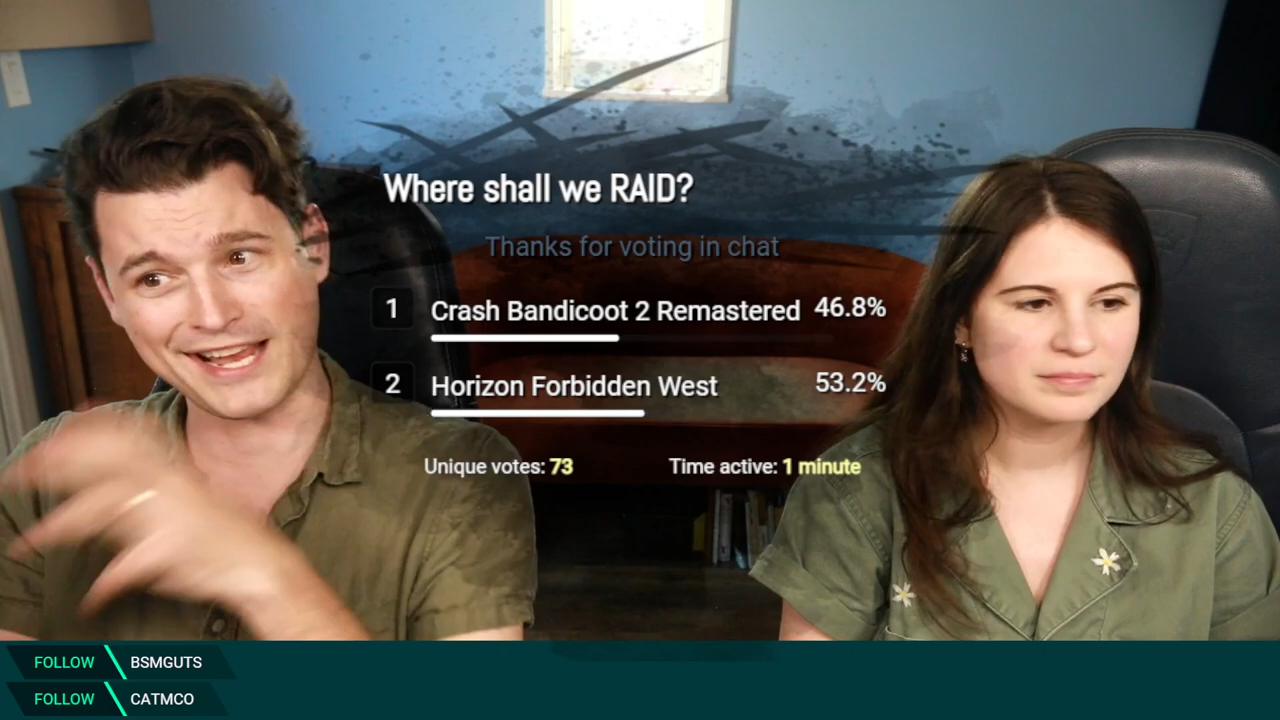 Where shall we RAID?
Thanks for voting in chat
1 Crash Bandicoot 2 Remastered 46.8%
2 Horizon Forbidden West 53.2%
Unique votes: 73 Time active: 1 minute
FOLLOW BSMGUTS
FOLLOW CATMCO